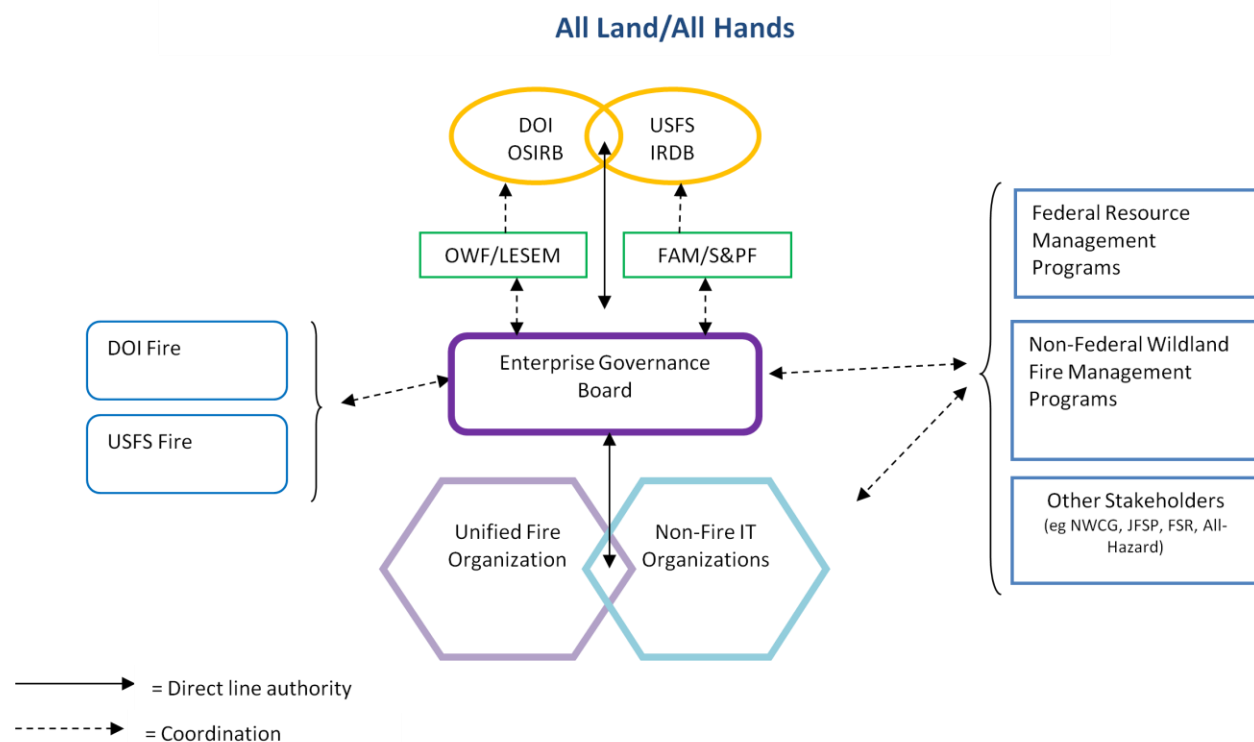 All Land/All Hands
DOI
OSIRB
USFS
IRDB
OWF/LESEM
FAM/S&PF
Federal Resource
Management
Programs
DOI Fire
Enterprise Governance
Board
Non-Federal Wildland
Fire Management
Programs
USFS Fire
Other Stakeholders
(eg NWCG, JFSP, FSR, All-
Hazard)
Unified Fire
Organization
Non-Fire IT
Organizations
= Direct line authority
= Coordination